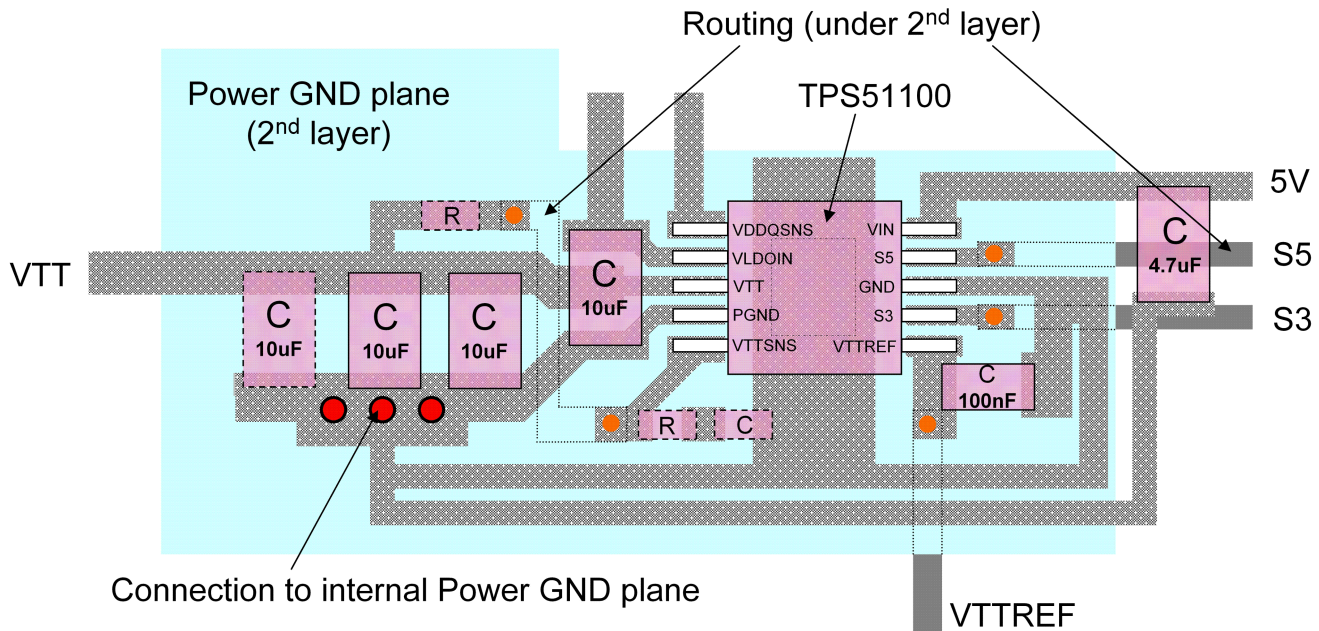 Routing (under 2nd layer)
Power GND plane
(2nd layer)
TPS51100
5V
R
VDDQSNS
VIN
C
4.7uF
VLDOIN
S5
S5
VTT
C
10uF
VTT
GND
C
10uF
C
10uF
C
10uF
PGND
S3
S3
VTTSNS
VTTREF
C
100nF
R
C
Connection to internal Power GND plane
VTTREF